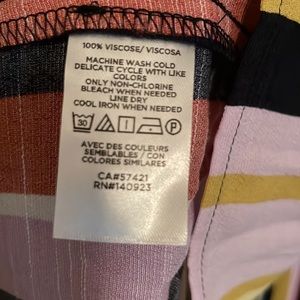 100% VISCOSE/ VISCOSA
MACHINE WASH COLD
DELICATE CYCLE WITH LIKE
COLORS
ONLY NON-CHLORINE
BLEACH WHEN NEEDED
LINE DRY
COOL IRON WHEN NEEDED
30 P
AVEC DES COULEURS
SEMBLABLES / CON
COLORES SIMILARES
CA#57421
RN#140923